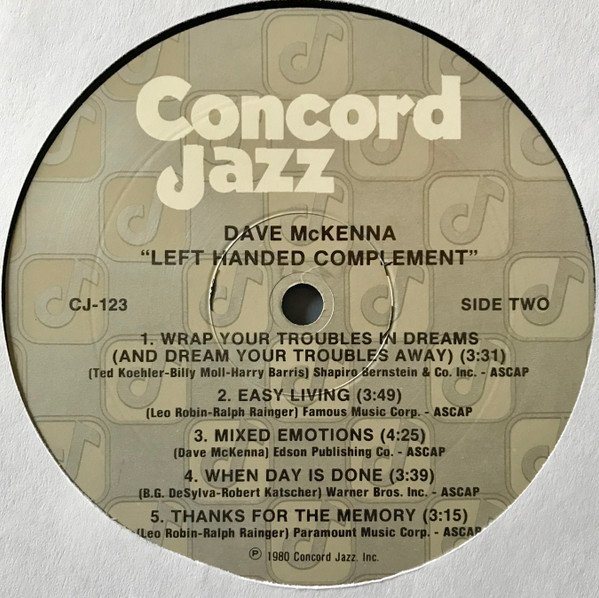 Concord
Jazz
DAVE McKENNA
"LEFT HANDED COMPLEMENT"
CJ-123 SIDE TWO
1. WRAP YOUR TROUBLES IN DREAMS
(AND DREAM YOUR TROUBLES AWAY) (3:31)
(Ted Koehler-Billy Moll-Harry Barris) Shapiro Bernstein & Co. Inc. - ASCAP
2. EASY LIVING (3:49)
(Leo Robin-Ralph Rainger) Famous Music Corp. - ASCAP
3. MIXED EMOTIONS (4:25)
(Dave McKenna) Edson Publishing Co. - ASCAP
4. WHEN DAY IS DONE (3:39)
(B.G. DeSylva-Robert Katscher) Warner Bros. Inc. - ASCAP
5. THANKS FOR THE MEMORY (3:15)
(Leo Robin-Ralph Rainger) Paramount Music Corp. - ASCAP
℗ 1980 Concord Jazz, Inc.